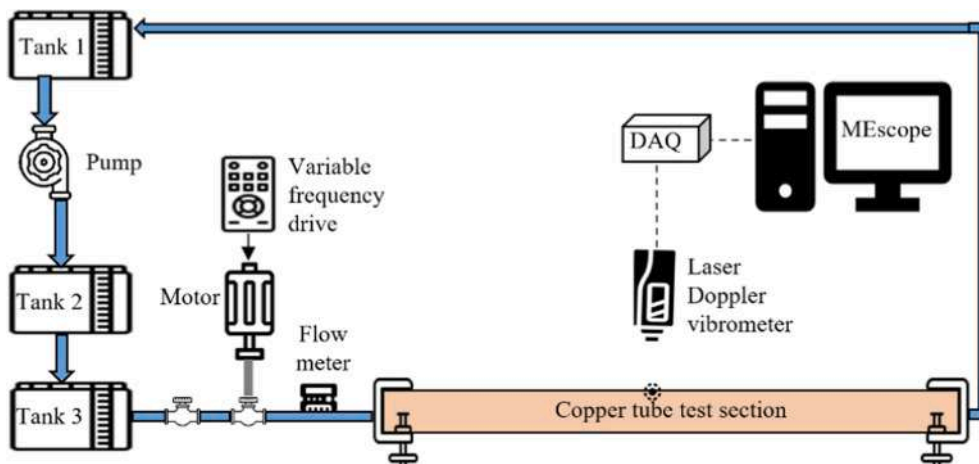 Tank 1
Pump
Tank 2
Tank 3
Variable
frequency
drive
Motor
Flow
meter
DAQ
MEscope
Laser
Doppler
vibrometer
Copper tube test section